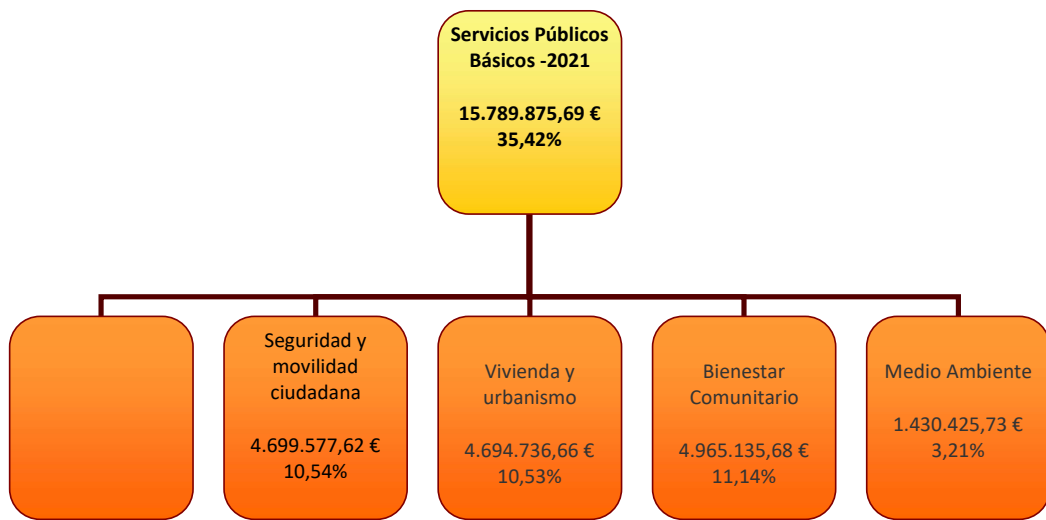 Servicios Públicos
Básicos -2021
15.789.875,69 €
35,42%
Seguridad y
movilidad
ciudadana
4.699.577,62 €
10,54%
Vivienda y
urbanismo
4.694.736,66 €
10,53%
Bienestar
Comunitario
4.965.135,68 €
11,14%
Medio Ambiente
1.430.425,73 €
3,21%